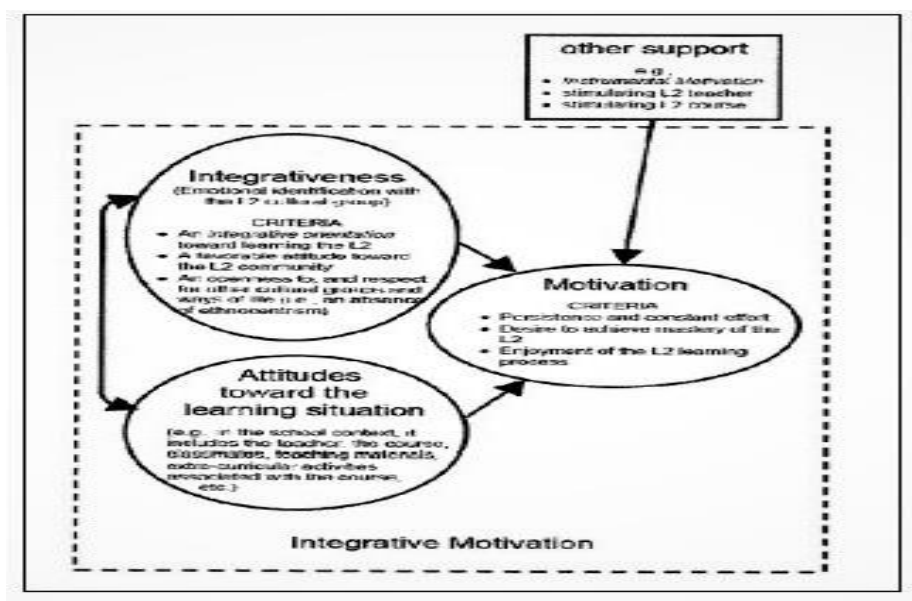 other support
e.g.,
• Instrumental Motivation
• stimulating L2 teacher
• stimulating L2 course
Integrativeness
(Emotional identification with
the L2 cultural group)
CRITERIA
• An integrative orientation
toward learning the L2
• A favorable attitude toward
the L2 community
• An openness to, and respect
for other cultural groups and
ways of life (i.e., an absence
of ethnocentrism)
Motivation
CRITERIA
• Persistence and constant effort
• Desire to achieve mastery of the
L2
• Enjoyment of the L2 learning
process
Attitudes
toward the
learning situation
(e.g. in the school context, it
includes the teacher, the course,
classmates, teaching materials,
extra-curricular activities
associated with the course,
etc.)
Integrative Motivation